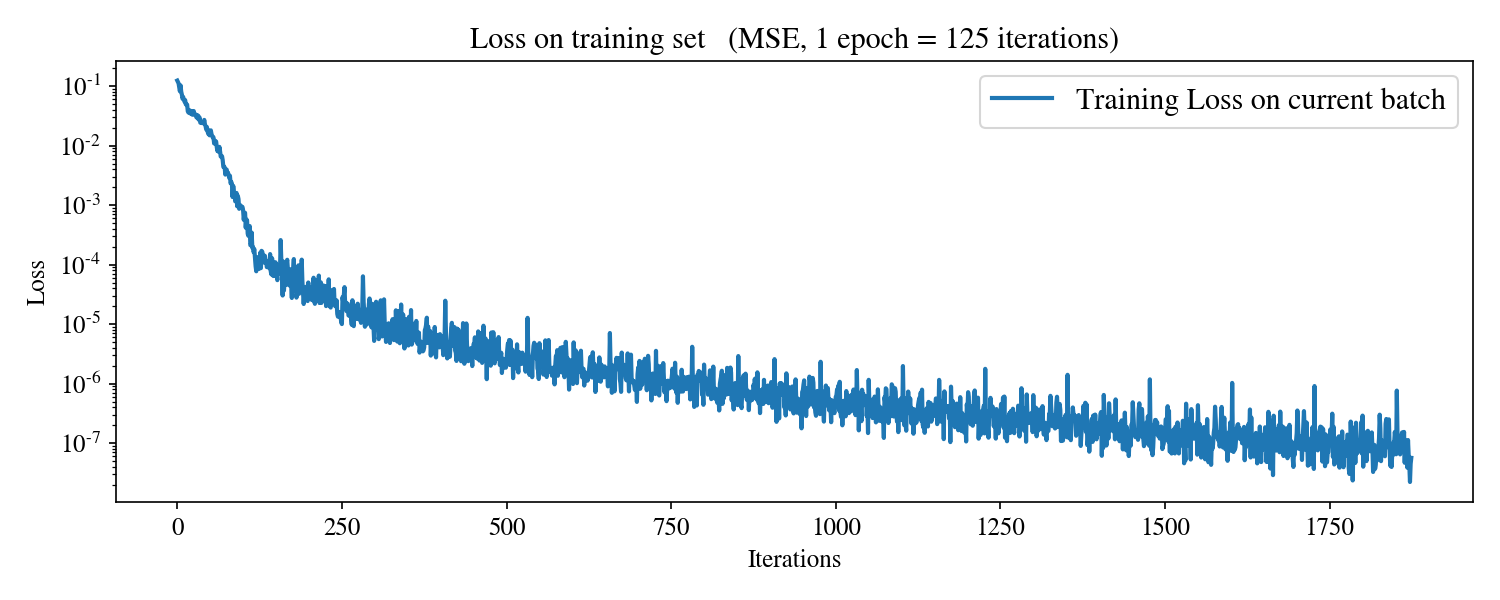 Loss on training set (MSE, 1 epoch = 125 iterations)
Training Loss on current batch
Loss
10^-1
10^-2
10^-3
10^-4
10^-5
10^-6
10^-7
0 250 500 750 1000 1250 1500 1750
Iterations